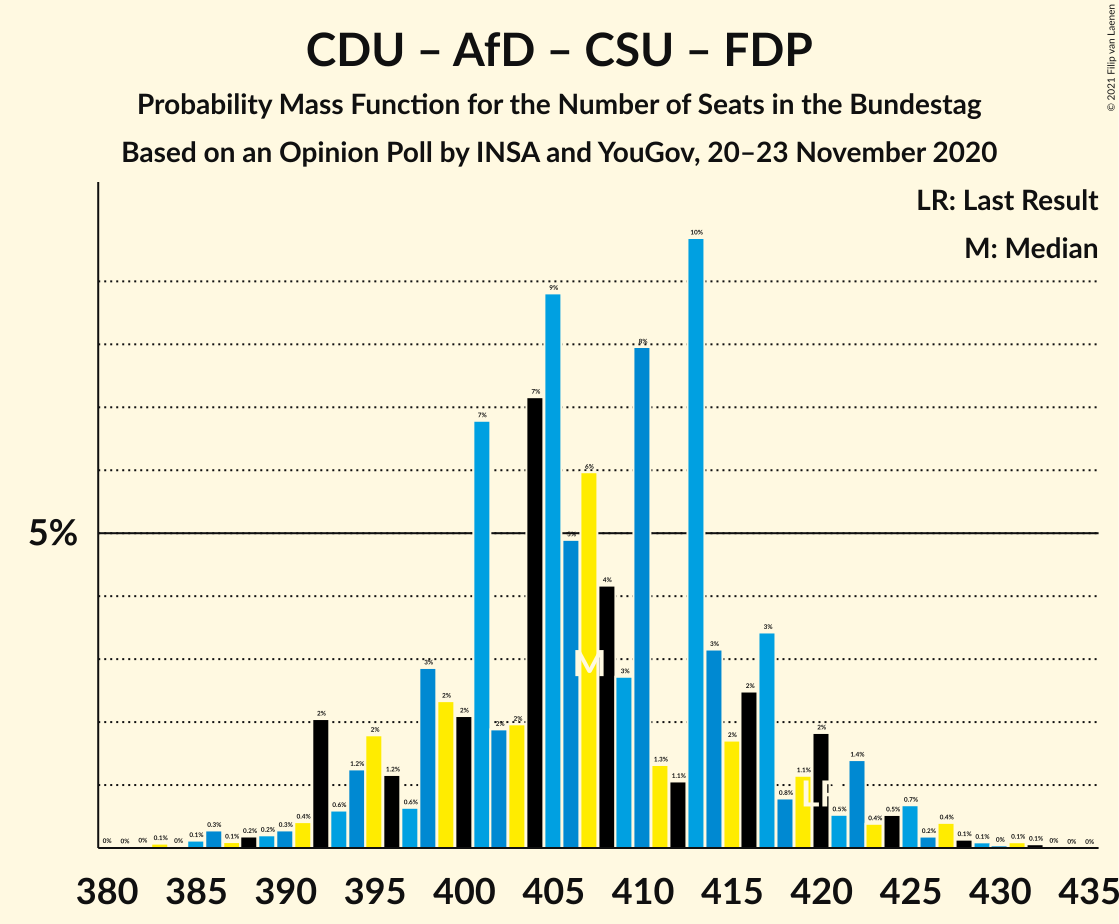 CDU – AfD – CSU – FDP
Probability Mass Function for the Number of Seats in the Bundestag
Based on an Opinion Poll by INSA and YouGov, 20–23 November 2020
© 2021 Filip van Laenen
LR: Last Result
M: Median
5%
0% 0% 0% 0.1% 0% 0.1% 0.3% 0.1% 0.2% 0.2% 0.3% 0.4% 2% 0.6% 1.2% 2% 1.2% 0.6% 3% 2% 2% 7% 2% 2% 7% 9% 5% 6% 4% 3% 8% 1.3% 1.1% 10% 3% 2% 2% 3% 0.8% 1.1% 2% 0.5% 1.4% 0.4% 0.5% 0.7% 0.2% 0.4% 0.1% 0.1% 0% 0.1% 0.1% 0% 0% 0%
M
LR
380 385 390 395 400 405 410 415 420 425 430 435